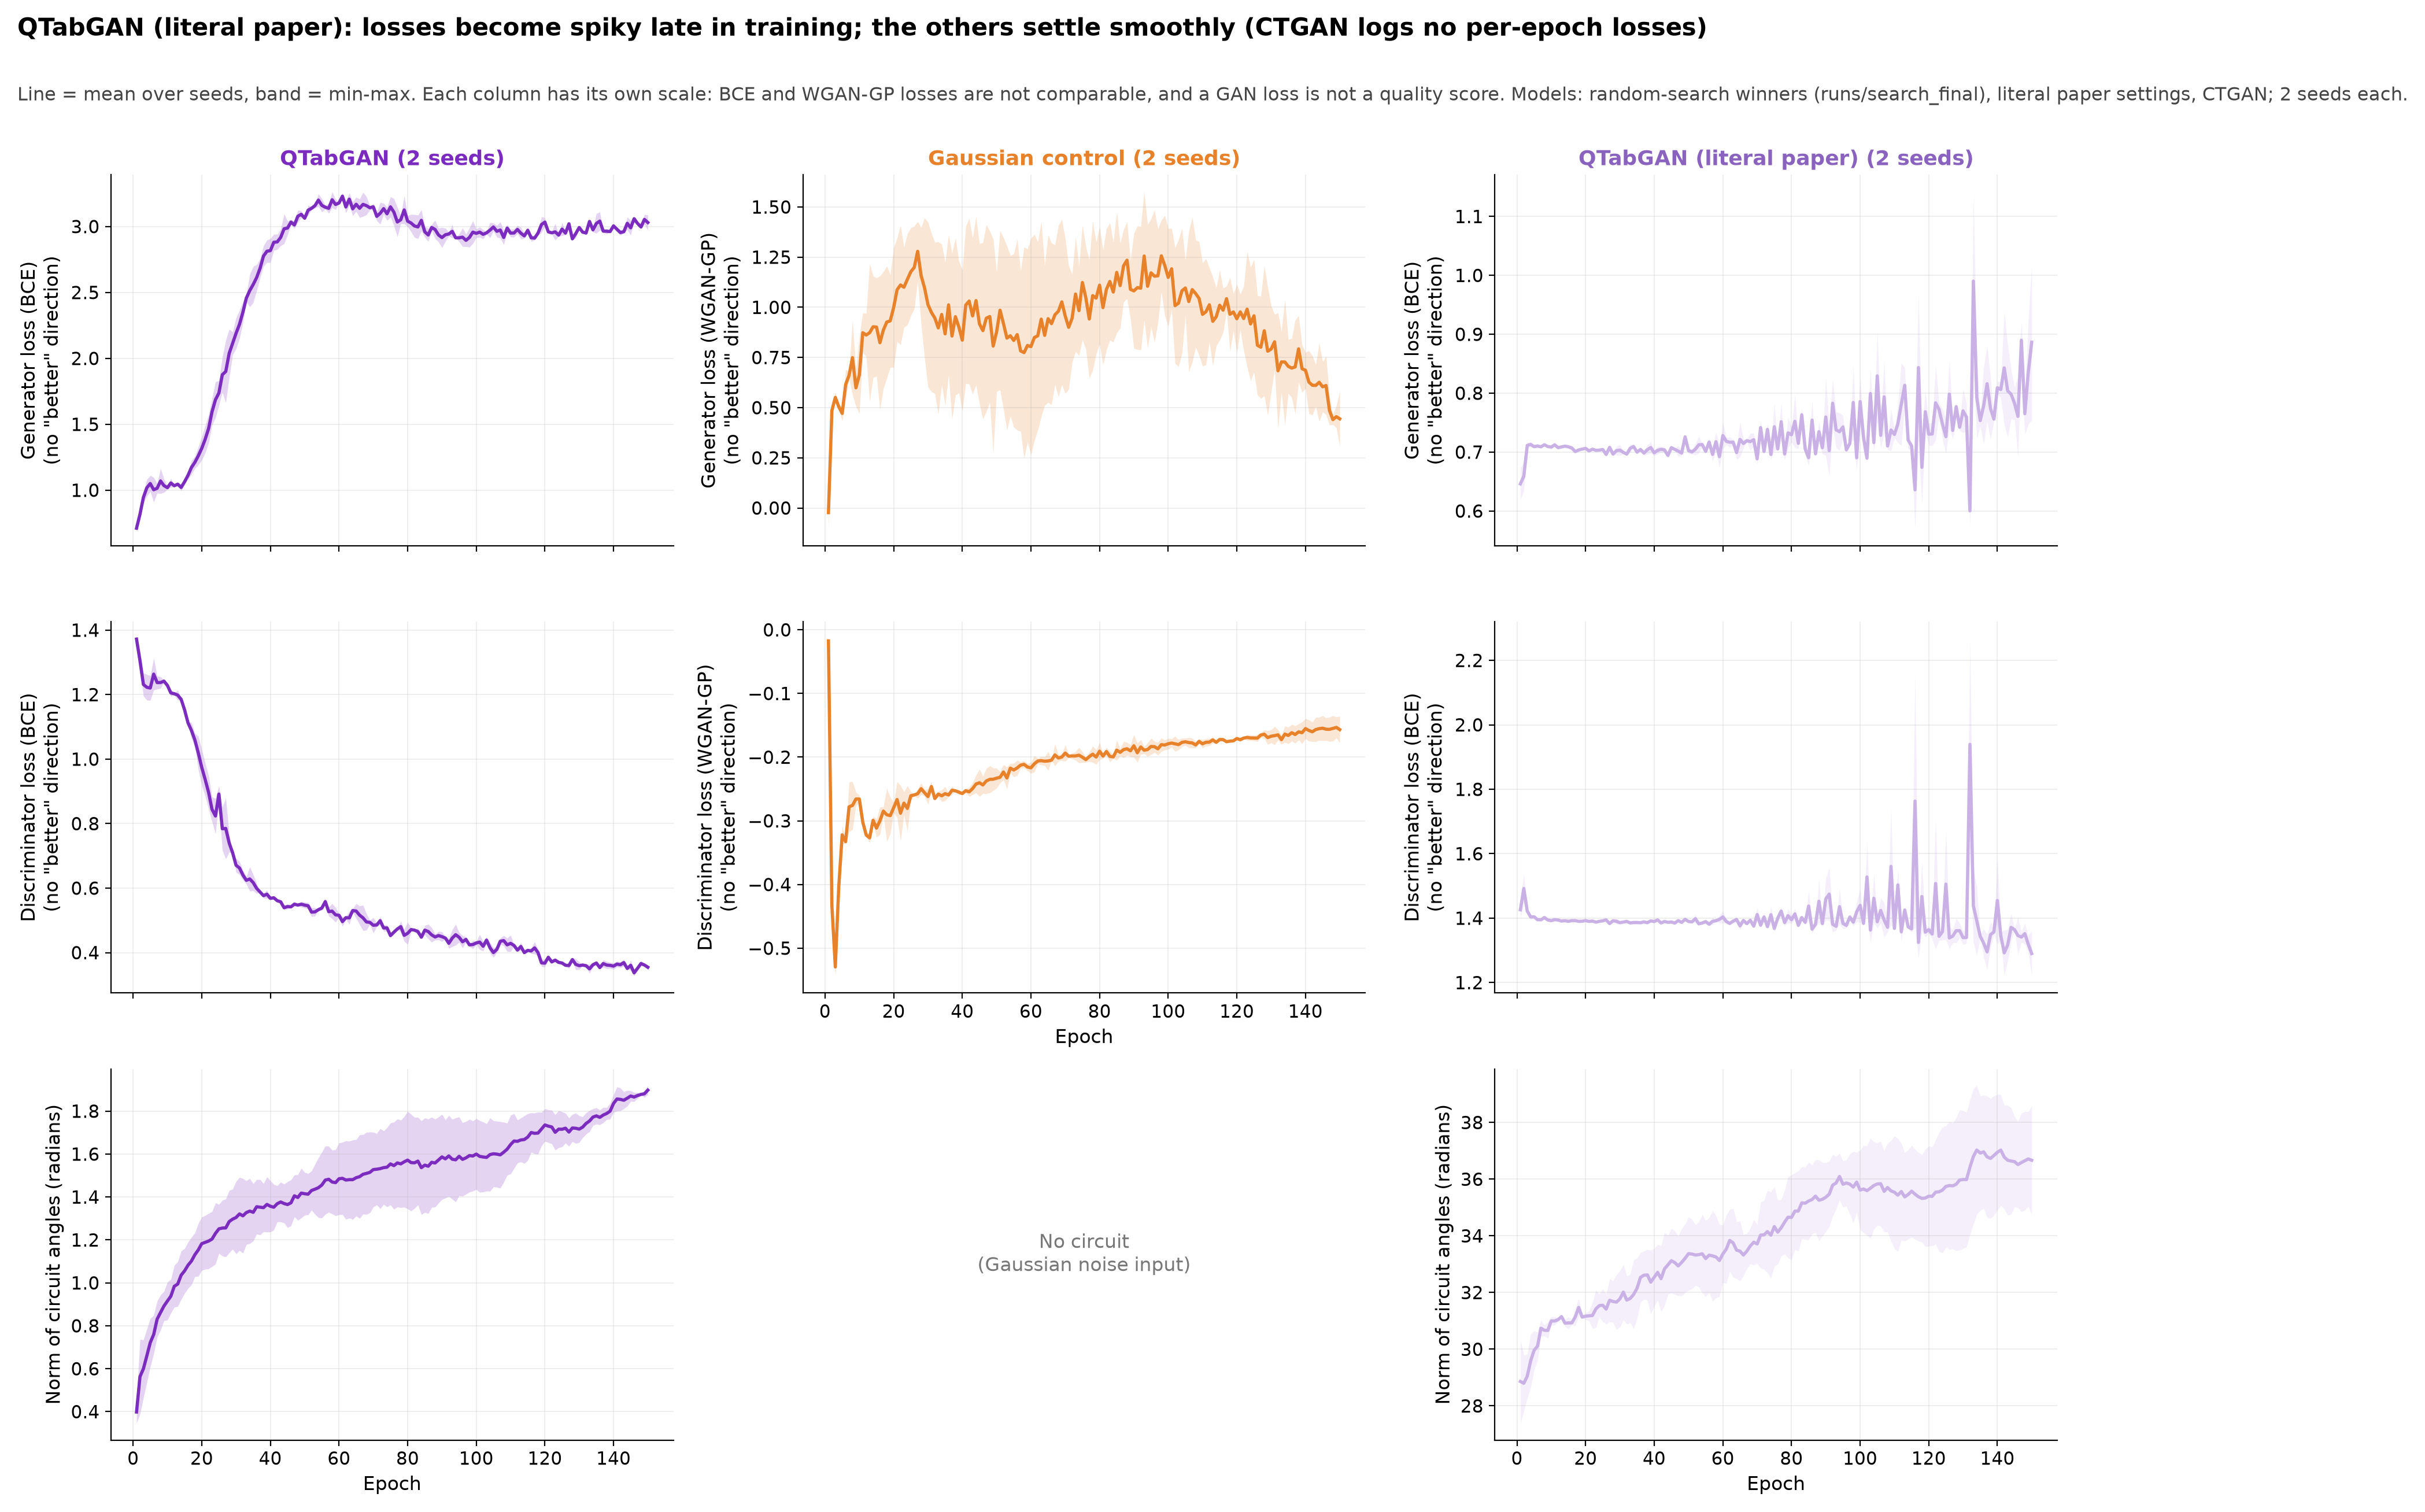 QTabGAN (literal paper): losses become spiky late in training; the others settle smoothly (CTGAN logs no per-epoch losses)
Line = mean over seeds, band = min-max. Each column has its own scale: BCE and WGAN-GP losses are not comparable, and a GAN loss is not a quality score. Models: random-search winners (runs/search_final), literal paper settings, CTGAN; 2 seeds each.
QTabGAN (2 seeds)
Generator loss (BCE)
(no "better" direction)
3.0
2.5
2.0
1.5
1.0
Gaussian control (2 seeds)
Generator loss (WGAN-GP)
(no "better" direction)
1.50
1.25
1.00
0.75
0.50
0.25
0.00
QTabGAN (literal paper) (2 seeds)
Generator loss (BCE)
(no "better" direction)
1.1
1.0
0.9
0.8
0.7
0.6
Discriminator loss (BCE)
(no "better" direction)
1.4
1.2
1.0
0.8
0.6
0.4
Discriminator loss (WGAN-GP)
(no "better" direction)
0.0
−0.1
−0.2
−0.3
−0.4
−0.5
0 20 40 60 80 100 120 140
Epoch
Discriminator loss (BCE)
(no "better" direction)
2.2
2.0
1.8
1.6
1.4
1.2
Norm of circuit angles (radians)
1.8
1.6
1.4
1.2
1.0
0.8
0.6
0.4
0 20 40 60 80 100 120 140
Epoch
No circuit
(Gaussian noise input)
Norm of circuit angles (radians)
38
36
34
32
30
28
0 20 40 60 80 100 120 140
Epoch